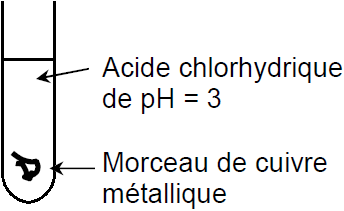 Acide chlorhydrique
de pH = 3
Morceau de cuivre
métallique